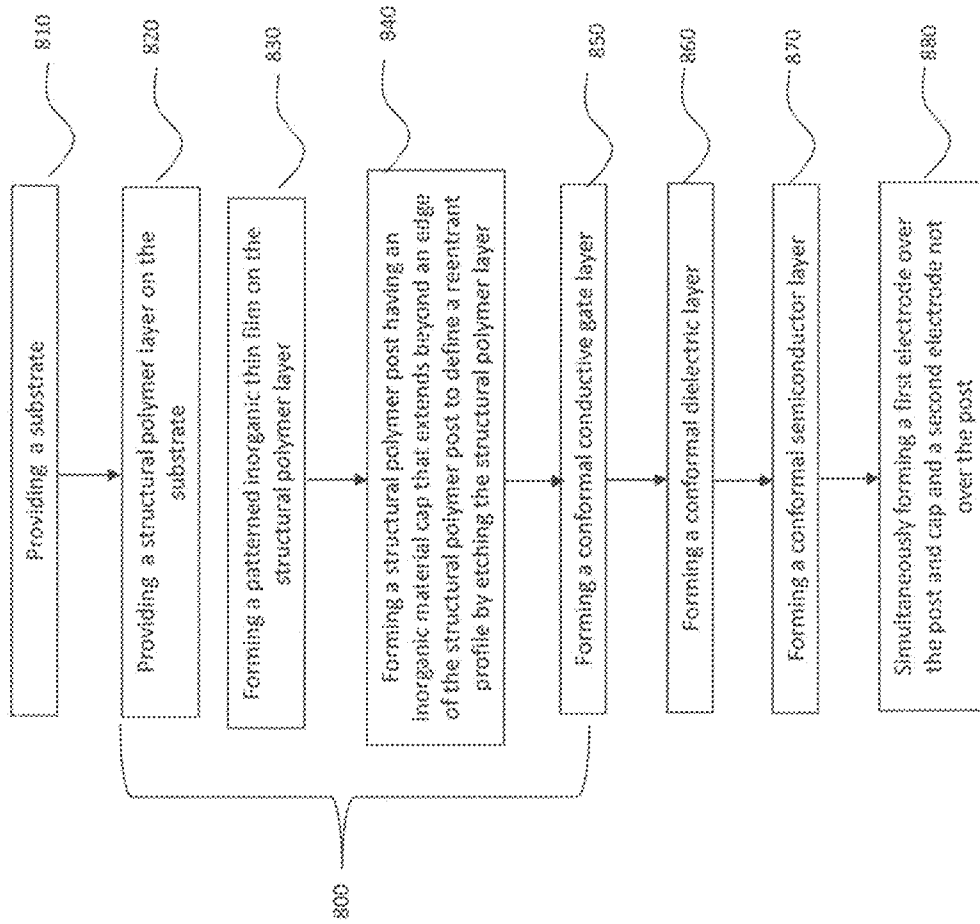 Providing a substrate
810
Providing a structural polymer layer on the
substrate
820
Forming a patterned inorganic thin film on the
structural polymer layer
830
Forming a structural polymer post having an
inorganic material cap that extends beyond an edge
of the structural polymer post to define a reentrant
profile by etching the structural polymer layer
840
800
Forming a conformal conductive gate layer
850
Forming a conformal dielectric layer
860
Forming a conformal semiconductor layer
870
Simultaneously forming a first electrode over
the post and cap and a second electrode not
over the post
880